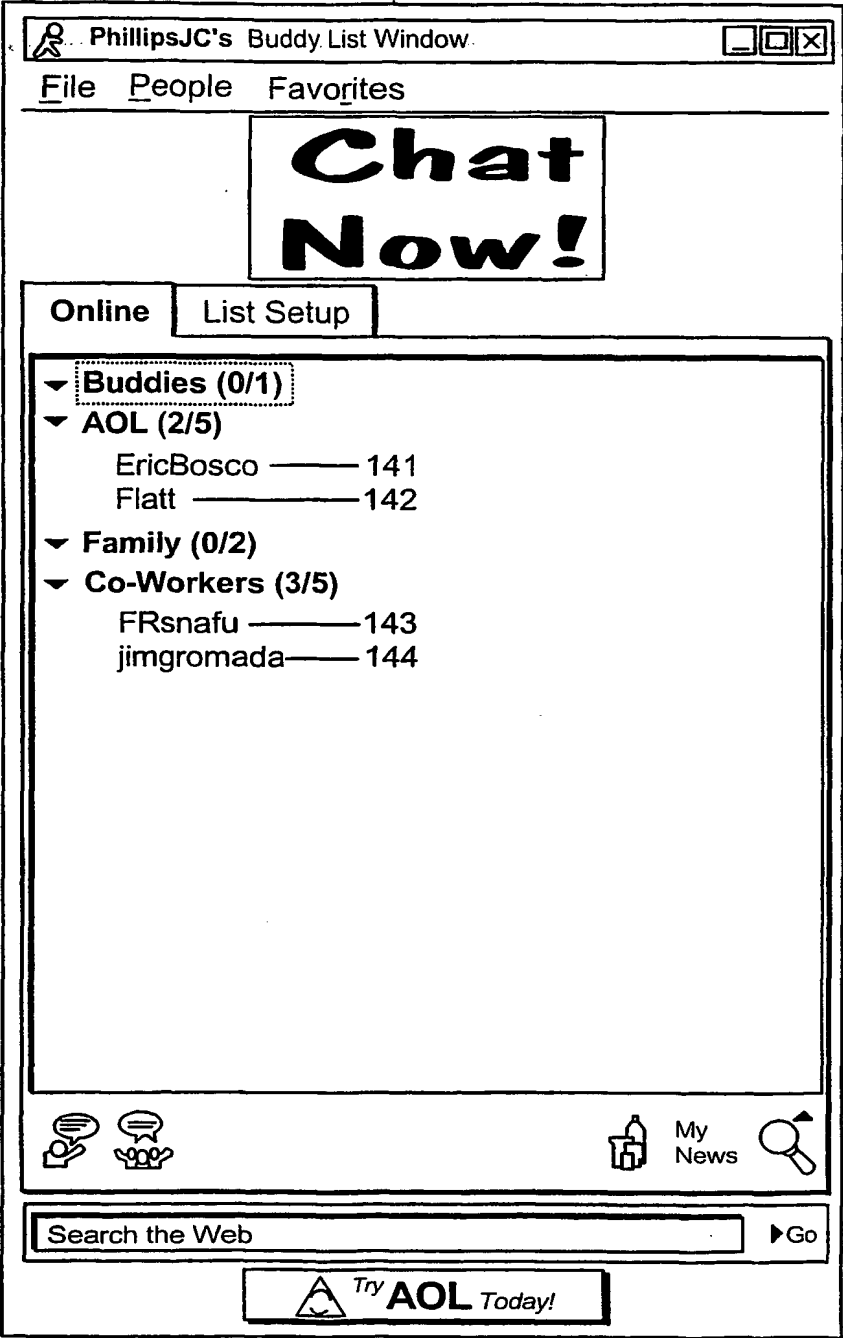 PhillipsJC's Buddy List Window
File People Favorites
Chat
Now!
Online List Setup
Buddies (0/1)
AOL (2/5)
EricBosco 141
Flatt 142
Family (0/2)
Co-Workers (3/5)
FRsnafu 143
jimgromada 144
My
News
Search the Web Go
Try AOL Today!